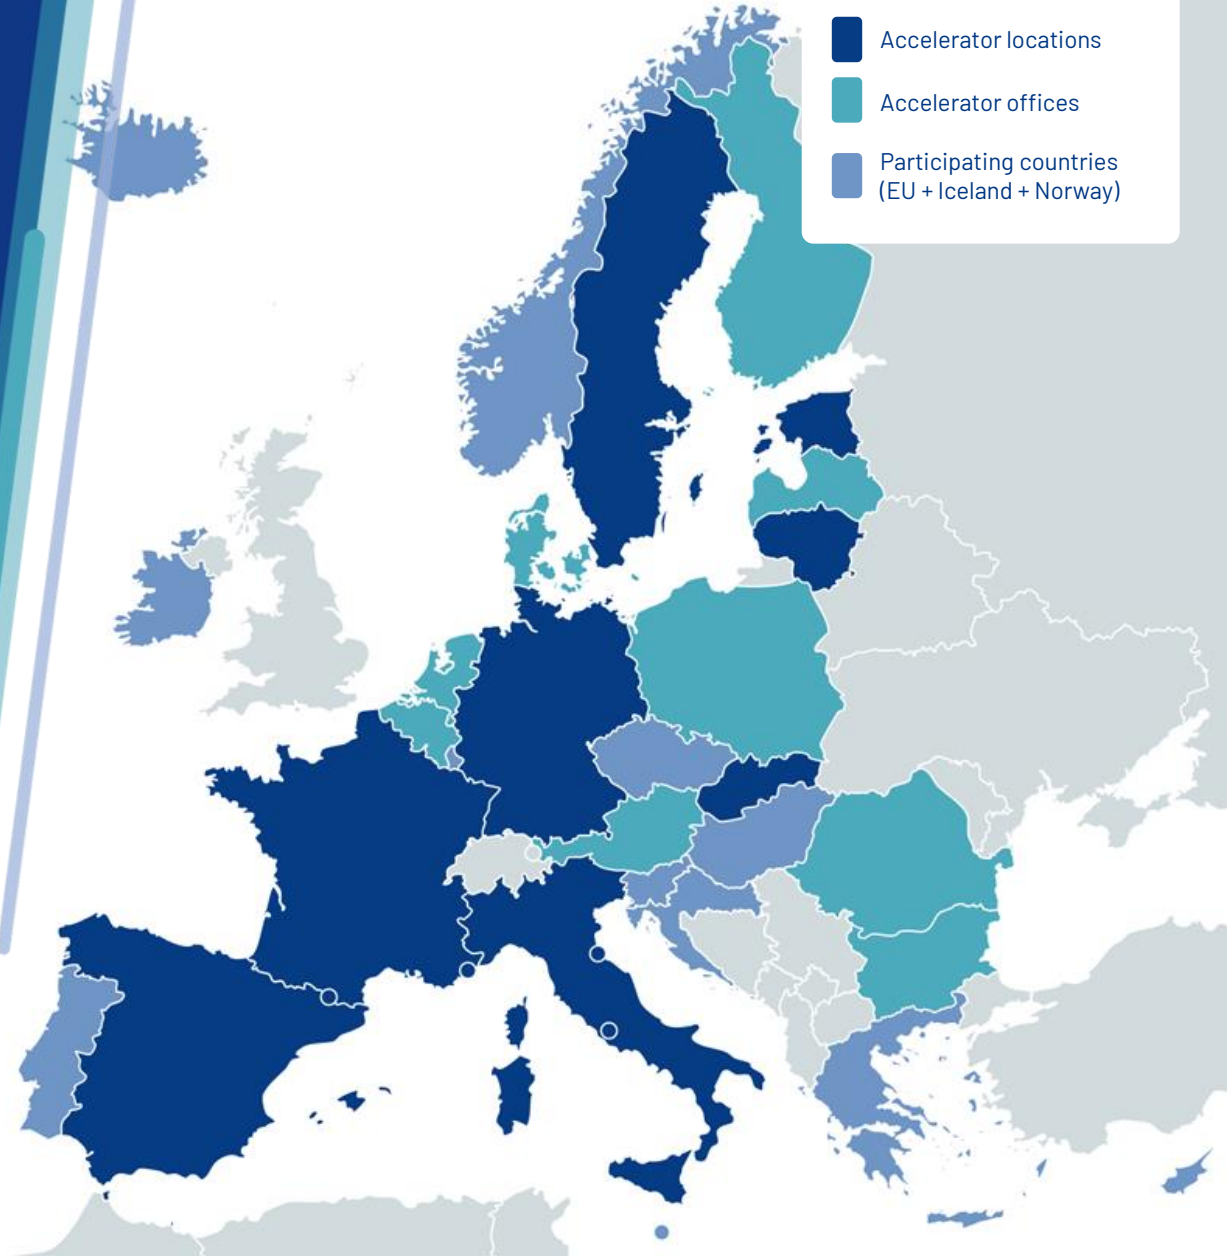 Accelerator locations
Accelerator offices
Participating countries
(EU + Iceland + Norway)